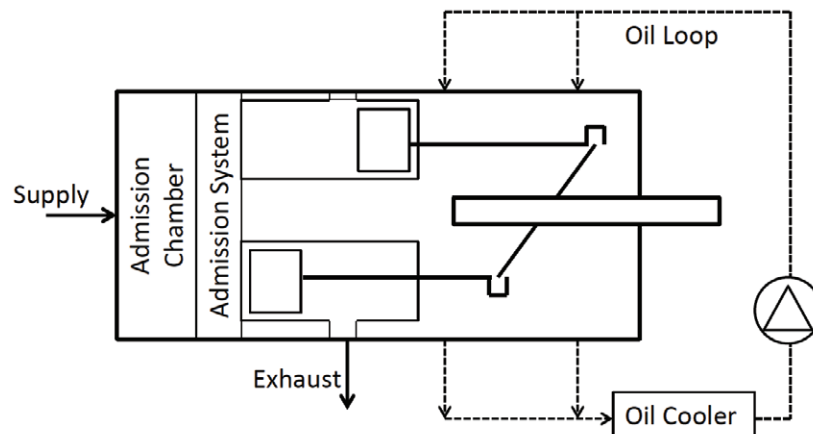 Oil Loop
Supply
Admission
Chamber
Admission System
Exhaust
Oil Cooler